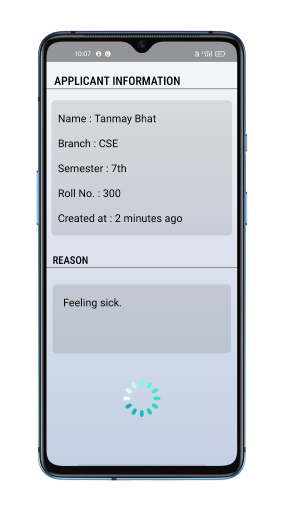 10:07
APPLICANT INFORMATION
Name : Tanmay Bhat
Branch : CSE
Semester : 7th
Roll No. : 300
Created at : 2 minutes ago
REASON
Feeling sick.